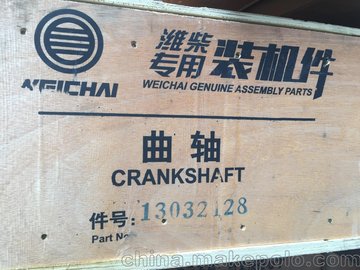 WEICHAI
潍柴
专用
装机件
WEICHAI GENUINE ASSEMBLY PARTS
曲轴
CRANKSHAFT
件号: 13032128
Part No
china.makepolo.com